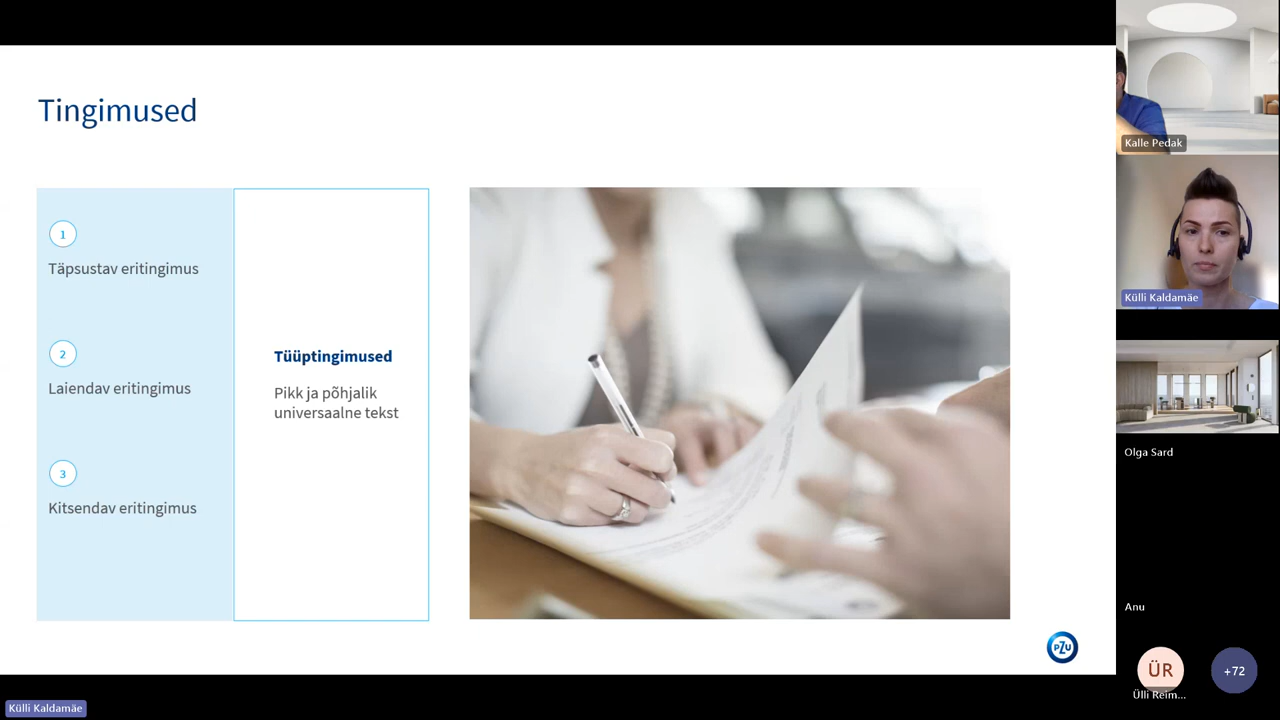 Tingimused
1
Täpsustav eritingimus
2
Laiendav eritingimus
3
Kitsendav eritingimus
Tüüptingimused
Pikk ja põhjalik
universaalne tekst
PZU
Külli Kaldamäe
Kalle Pedak
Külli Kaldamäe
Olga Sard
Anu
ÜR
Ülli Reim...
+72